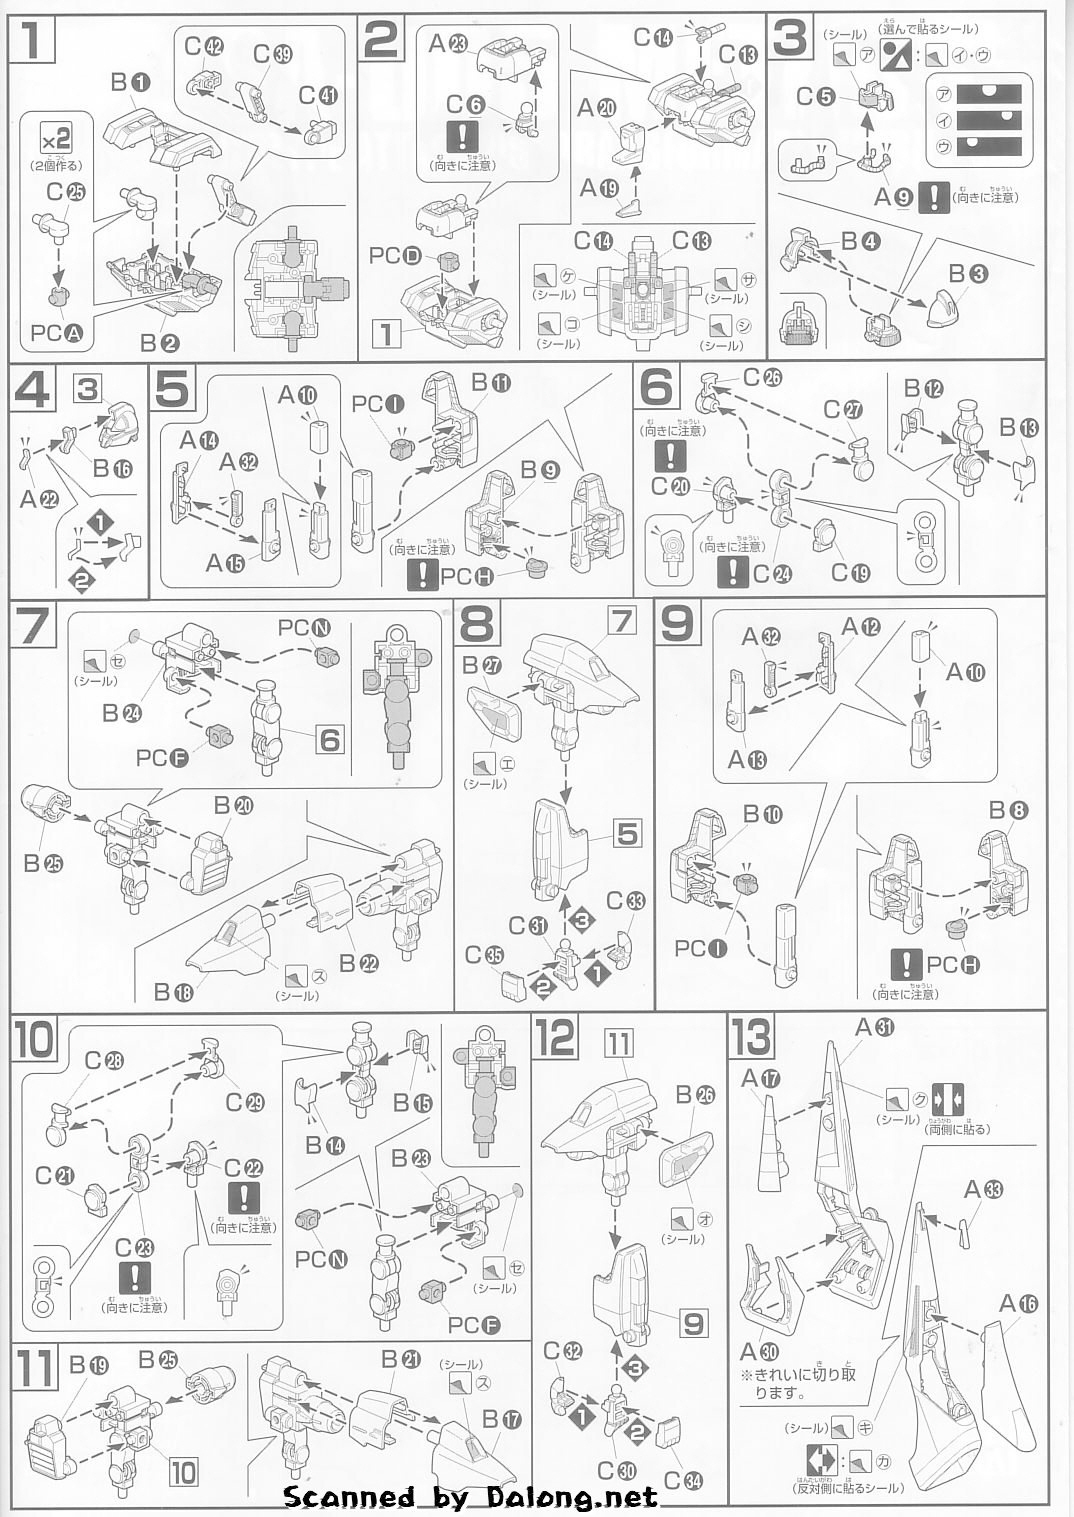 1
×2
(2個作る)
C25
PCA
B1
C42
C39
C41
B2
2
A23
C6
!
(向きに注意)
C14
C13
A20
A19
PCD
1
C14
C13
ケ
(シール)
サ
(シール)
コ
(シール)
シ
(シール)
3
(シール)
ア
(選んで貼るシール)
:
イ・ウ
C5
A9
!
(向きに注意)
ア
イ
ウ
B4
B3
4
3
A22
B16
1
2
5
A10
A14
A32
A15
PCI
B11
B9
(向きに注意)
!
PCH
6
C26
C27
(向きに注意)
!
C20
(向きに注意)
!
C24
C19
B12
B13
7
セ
(シール)
B24
PCF
PCN
6
B25
B20
B18
ス
(シール)
B22
8
7
B27
エ
(シール)
5
C31
C33
C35
1
2
3
9
A32
A12
A13
A10
B10
PCI
B8
!
PCH
(向きに注意)
10
C28
C29
C21
C22
!
(向きに注意)
C23
!
(向きに注意)
B14
B15
B23
PCN
PCF
セ
(シール)
11
B19
B25
10
B21
(シール)
ス
B17
12
11
B26
オ
(シール)
9
C32
1
2
3
C30
C34
13
A31
A17
ク
(シール)
(両側に貼る)
A33
A16
A30
※きれいに切り取
ります。
(シール)
キ
:
カ
(反対側に貼るシール)
Scanned by Dalong.net